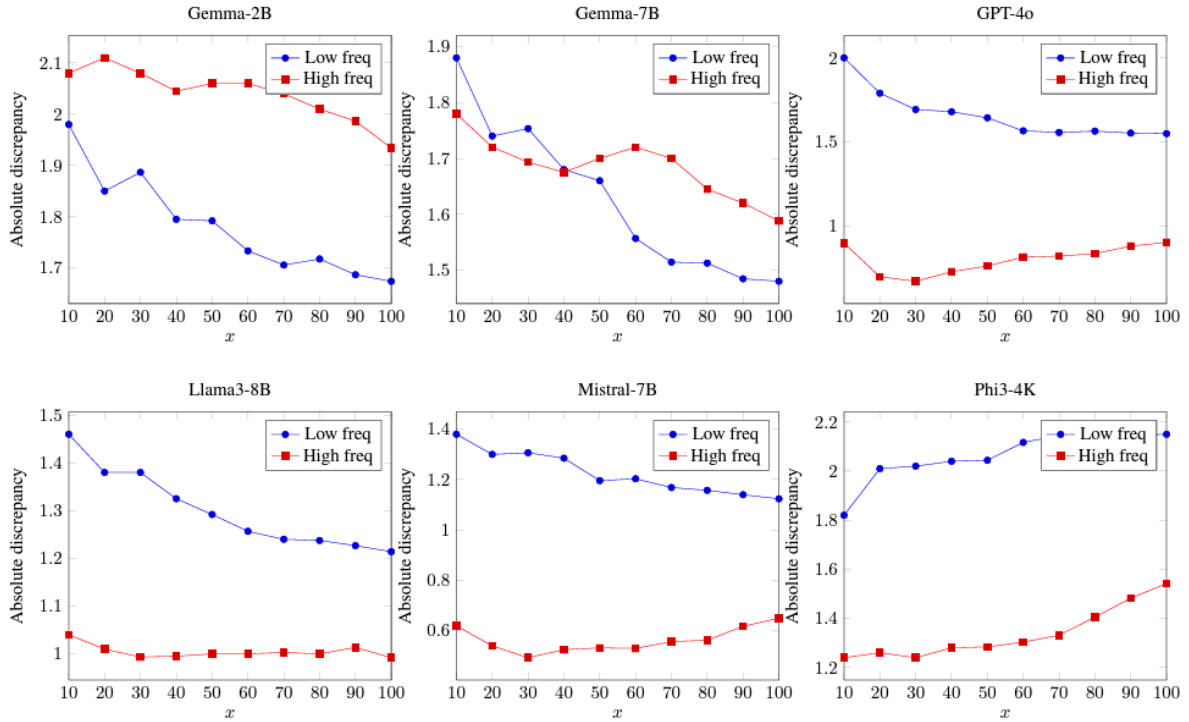 Gemma-2B
Low freq
High freq
2.1
2
1.9
1.8
1.7
Absolute discrepancy
10 20 30 40 50 60 70 80 90 100
x
Gemma-7B
Low freq
High freq
1.9
1.8
1.7
1.6
1.5
Absolute discrepancy
10 20 30 40 50 60 70 80 90 100
x
GPT-4o
Low freq
High freq
2
1.5
1
Absolute discrepancy
10 20 30 40 50 60 70 80 90 100
x
Llama3-8B
Low freq
High freq
1.5
1.4
1.3
1.2
1.1
1
Absolute discrepancy
10 20 30 40 50 60 70 80 90 100
x
Mistral-7B
Low freq
High freq
1.4
1.2
1
0.8
0.6
Absolute discrepancy
10 20 30 40 50 60 70 80 90 100
x
Phi3-4K
Low freq
High freq
2.2
2
1.8
1.6
1.4
1.2
Absolute discrepancy
10 20 30 40 50 60 70 80 90 100
x